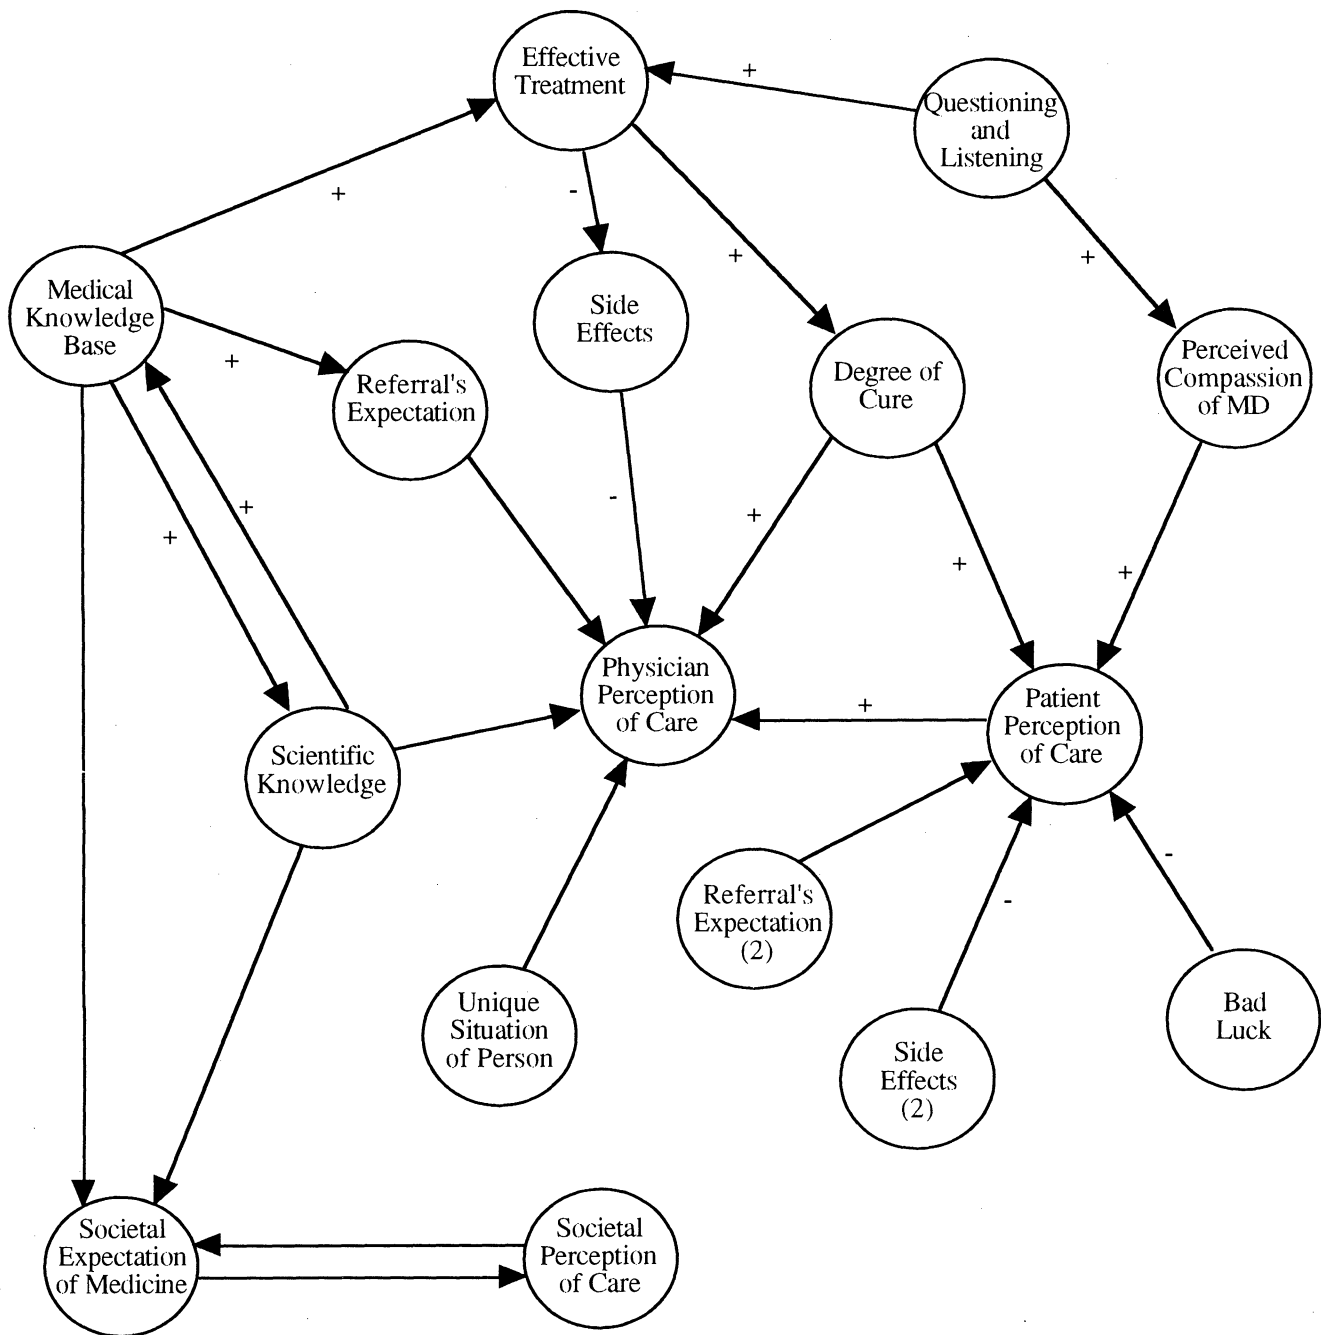 Effective
Treatment
+
Questioning
and
Listening
+
-
+
+
Medical
Knowledge
Base
Side
Effects
+
Referral's
Expectation
Degree of
Cure
Perceived
Compassion
of MD
+
+
-
+
+
+
Physician
Perception
of Care
+
Patient
Perception
of Care
Scientific
Knowledge
-
-
Referral's
Expectation
(2)
Unique
Situation
of Person
Side
Effects
(2)
Bad
Luck
Societal
Expectation
of Medicine
Societal
Perception
of Care